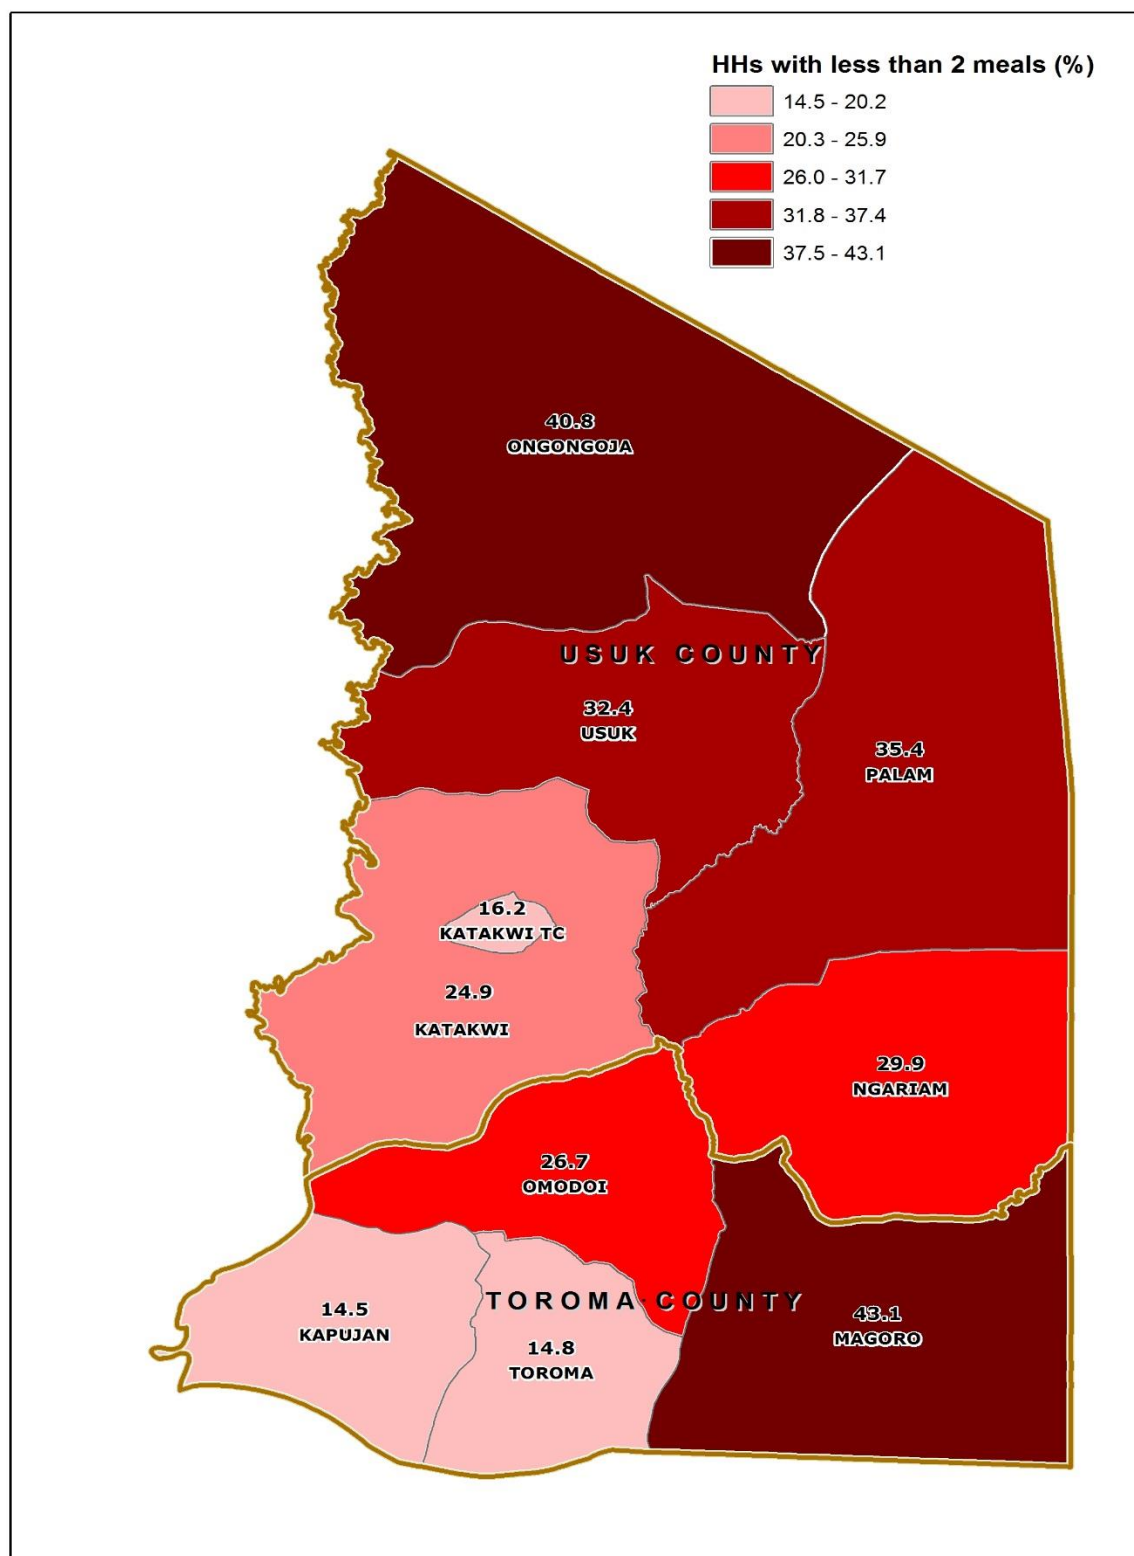 HHs with less than 2 meals (%)
14.5 - 20.2
20.3 - 25.9
26.0 - 31.7
31.8 - 37.4
37.5 - 43.1
40.8
ONGONGOJA
USUK COUNTY
32.4
USUK
35.4
PALAM
16.2
KATAKWI TC
24.9
KATAKWI
29.9
NGARIAM
26.7
OMODOI
TOROMA COUNTY
14.5
KAPUJAN
14.8
TOROMA
43.1
MAGORO